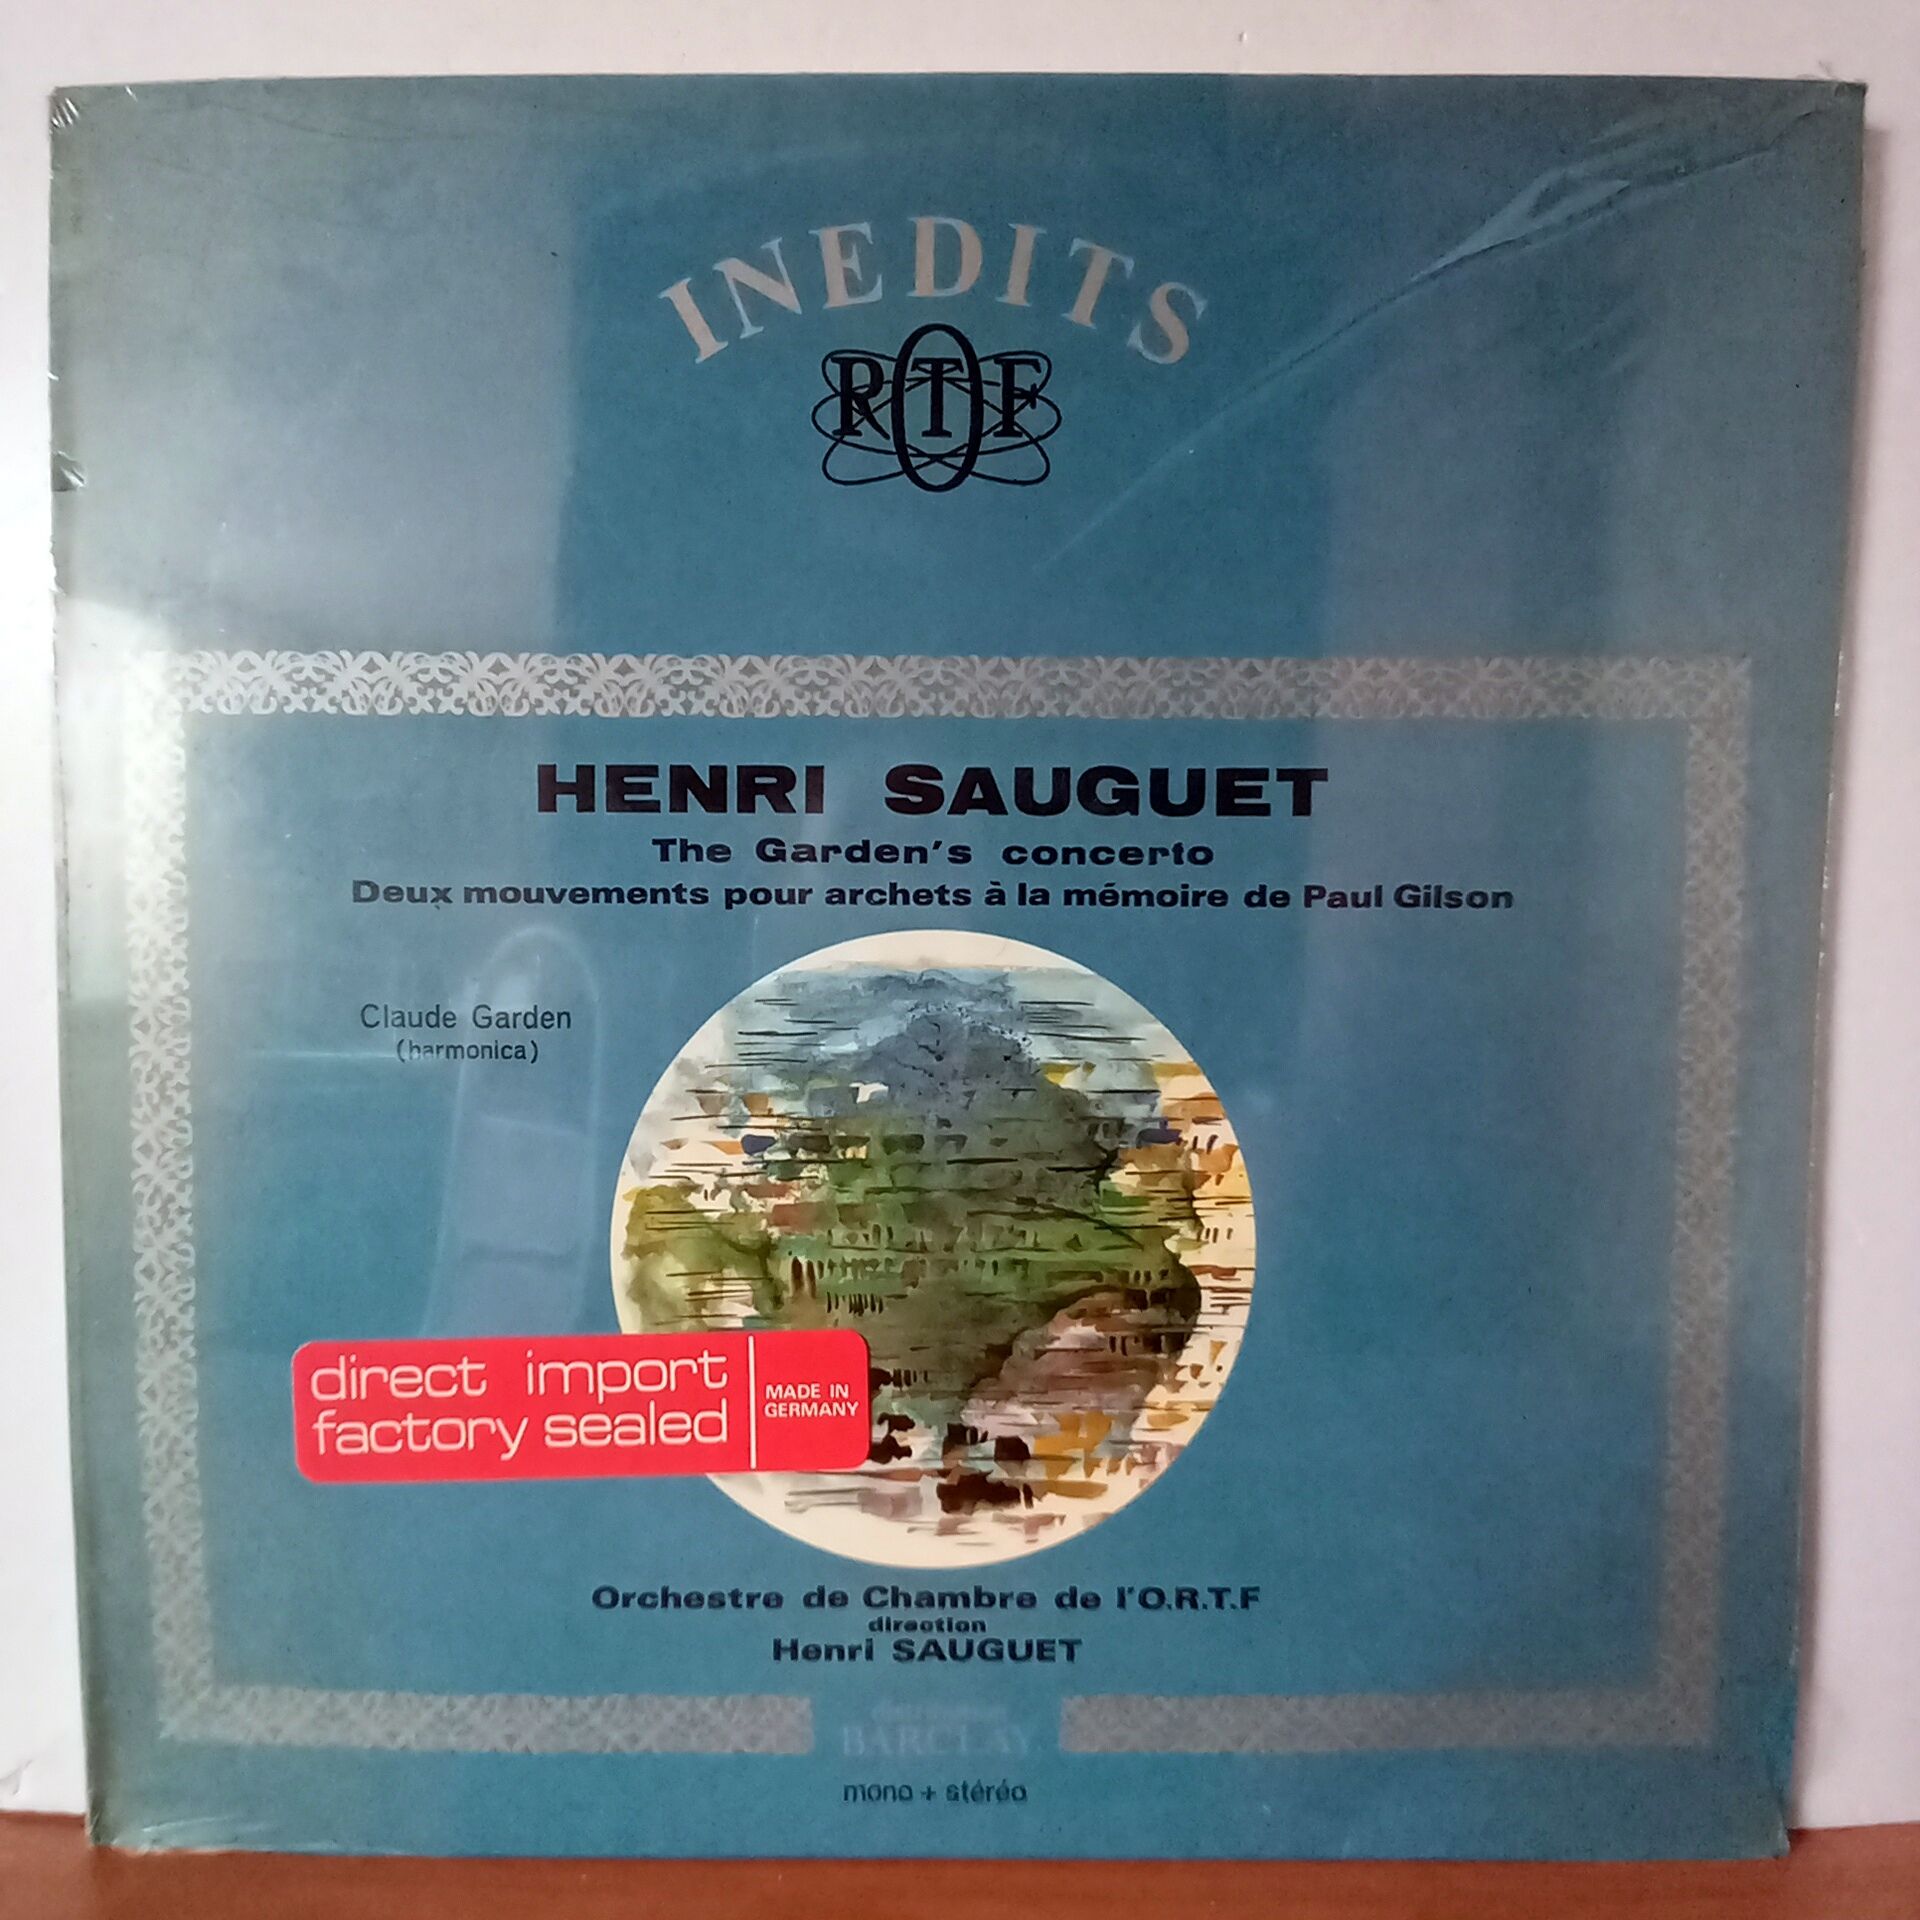 INEDITS
ORTF
HENRI SAUGUET
The Garden's concerto
Deux mouvements pour archets à la mémoire de Paul Gilson
Claude Garden
(harmonica)
direct import
factory sealed
MADE IN
GERMANY
Orchestre de Chambre de l'O.R.T.F
direction
Henri SAUGUET
BARCLAY
mono + stéréo